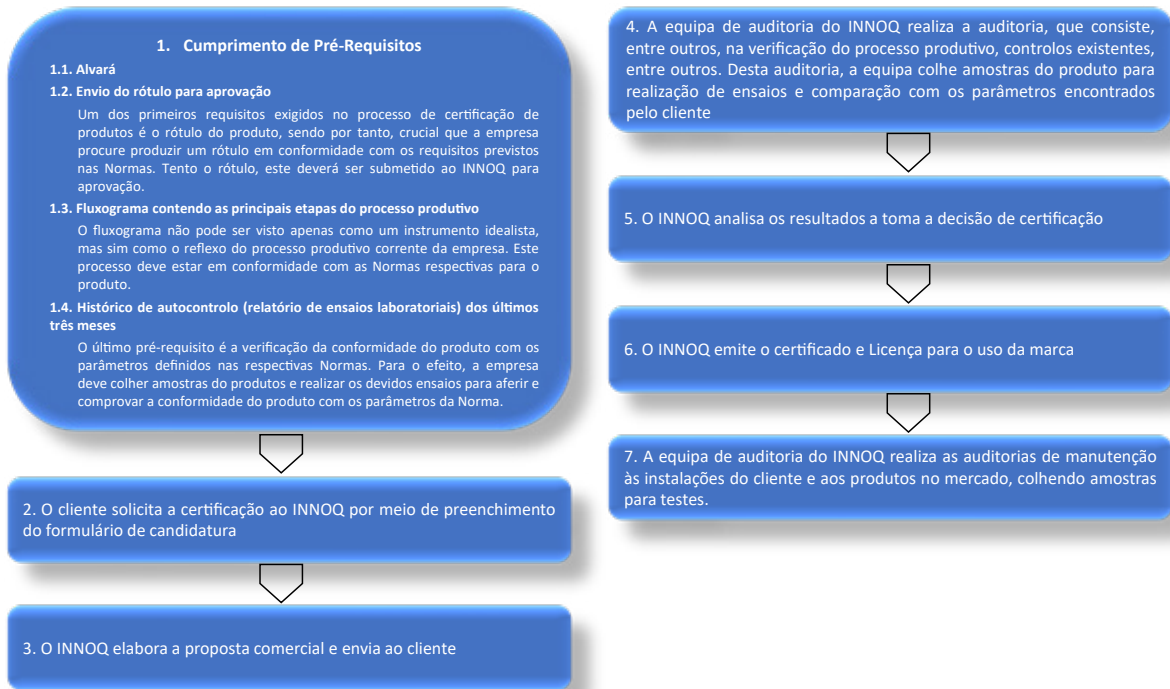 1. Cumprimento de Pré-Requisitos
1.1. Alvará
1.2. Envio do rótulo para aprovação
Um dos primeiros requisitos exigidos no processo de certificação de
produtos é o rótulo do produto, sendo por tanto, crucial que a empresa
procure produzir um rótulo em conformidade com os requisitos previstos
nas Normas. Tento o rótulo, este deverá ser submetido ao INNOQ para
aprovação.
1.3. Fluxograma contendo as principais etapas do processo produtivo
O fluxograma não pode ser visto apenas como um instrumento idealista,
mas sim como o reflexo do processo produtivo corrente da empresa. Este
processo deve estar em conformidade com as Normas respectivas para o
produto.
1.4. Histórico de autocontrolo (relatório de ensaios laboratoriais) dos últimos
três meses
O último pré-requisito é a verificação da conformidade do produto com os
parâmetros definidos nas respectivas Normas. Para o efeito, a empresa
deve colher amostras do produtos e realizar os devidos ensaios para aferir e
comprovar a conformidade do produto com os parâmetros da Norma.
2. O cliente solicita a certificação ao INNOQ por meio de preenchimento
do formulário de candidatura
3. O INNOQ elabora a proposta comercial e envia ao cliente
4. A equipa de auditoria do INNOQ realiza a auditoria, que consiste,
entre outros, na verificação do processo produtivo, controlos existentes,
entre outros. Desta auditoria, a equipa colhe amostras do produto para
realização de ensaios e comparação com os parâmetros encontrados
pelo cliente
5. O INNOQ analisa os resultados a toma a decisão de certificação
6. O INNOQ emite o certificado e Licença para o uso da marca
7. A equipa de auditoria do INNOQ realiza as auditorias de manutenção
às instalações do cliente e aos produtos no mercado, colhendo amostras
para testes.